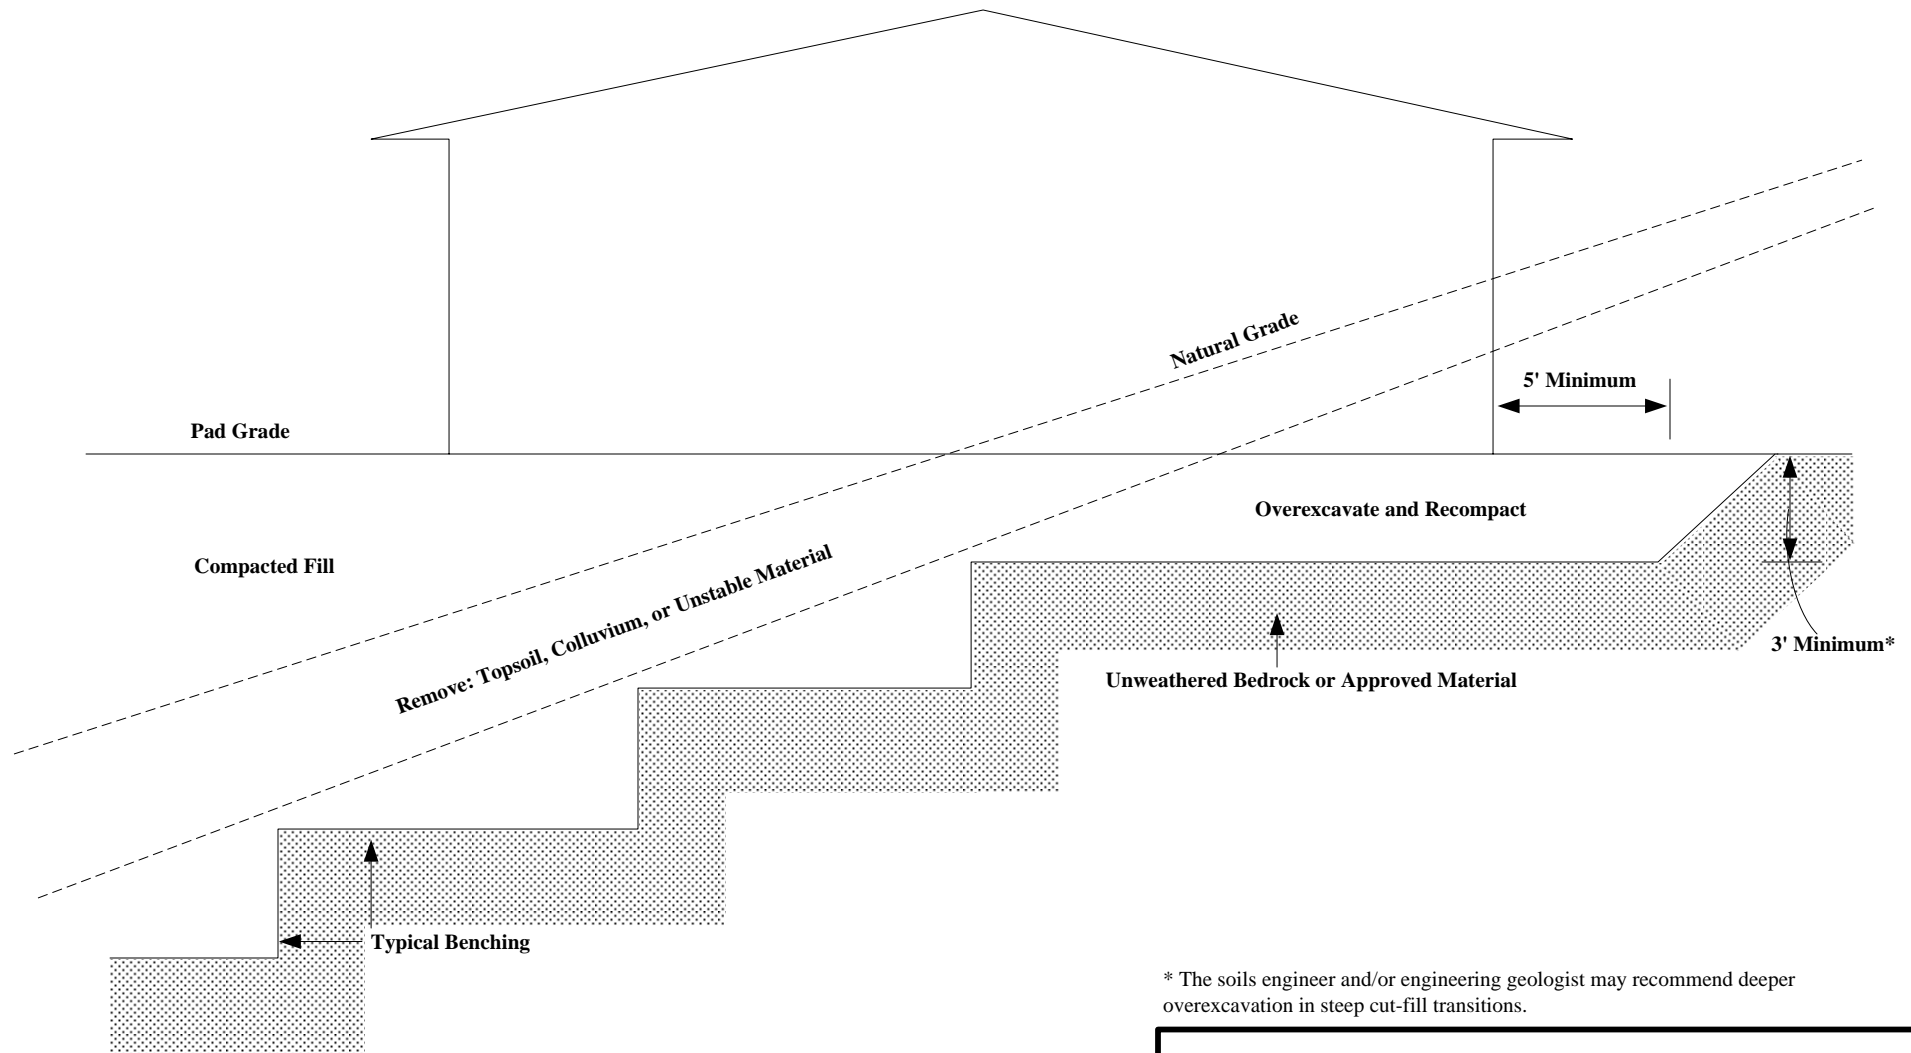 Natural Grade
5' Minimum
Pad Grade
Overexcavate and Recompact
Compacted Fill
Remove: Topsoil, Colluvium, or Unstable Material
3' Minimum*
Unweathered Bedrock or Approved Material
Typical Benching
* The soils engineer and/or engineering geologist may recommend deeper
overexcavation in steep cut-fill transitions.